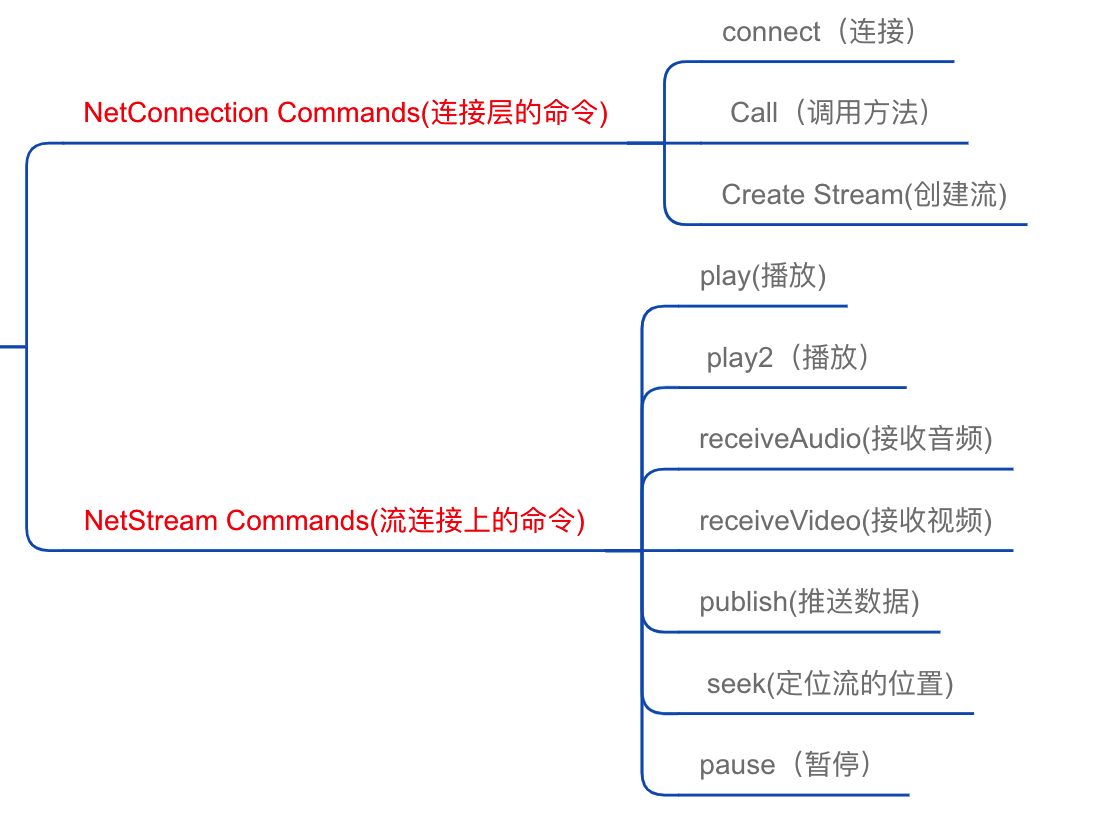 NetConnection Commands(连接层的命令)
connect（连接）
Call（调用方法）
Create Stream(创建流)
NetStream Commands(流连接上的命令)
play(播放)
play2（播放）
receiveAudio(接收音频)
receiveVideo(接收视频)
publish(推送数据)
seek(定位流的位置)
pause（暂停）